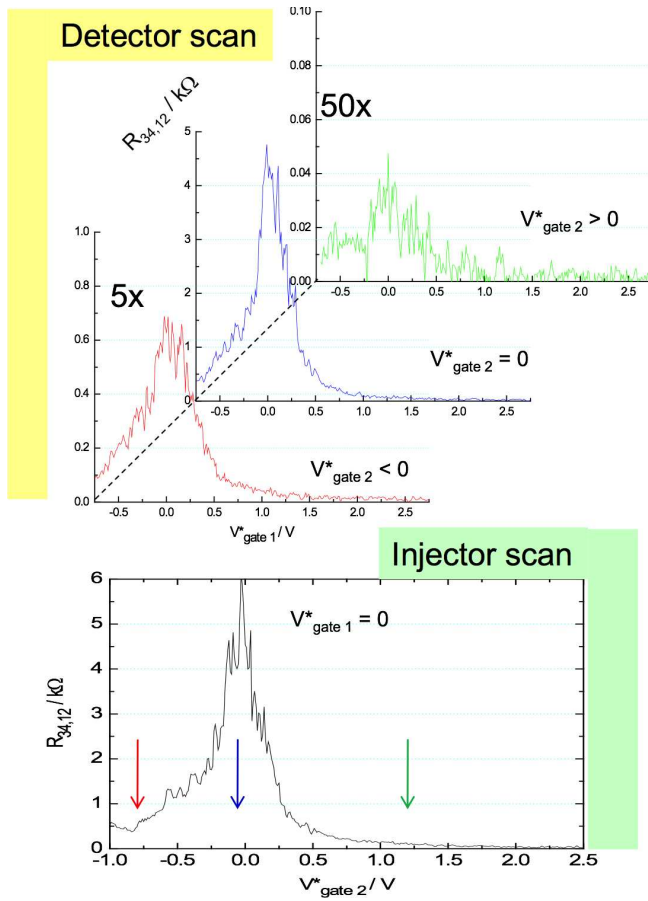 Detector scan
R34,12 / kΩ
50x
0.10
0.08
0.06
0.04
0.02
0.00
-0.5 0.0 0.5 1.0 1.5 2.0 2.5
V*gate 2 > 0
5
4
3
2
1
0
-0.5 0.0 0.5 1.0 1.5 2.0 2.5
V*gate 2 = 0
5x
1.0
0.8
0.6
0.4
0.2
0.0
-0.5 0.0 0.5 1.0 1.5 2.0 2.5
V*gate 2 < 0
V*gate 1/ V
Injector scan
V*gate 1 = 0
R34,12 / kΩ
6
5
4
3
2
1
0
-1.0 -0.5 0.0 0.5 1.0 1.5 2.0 2.5
V*gate 2 / V